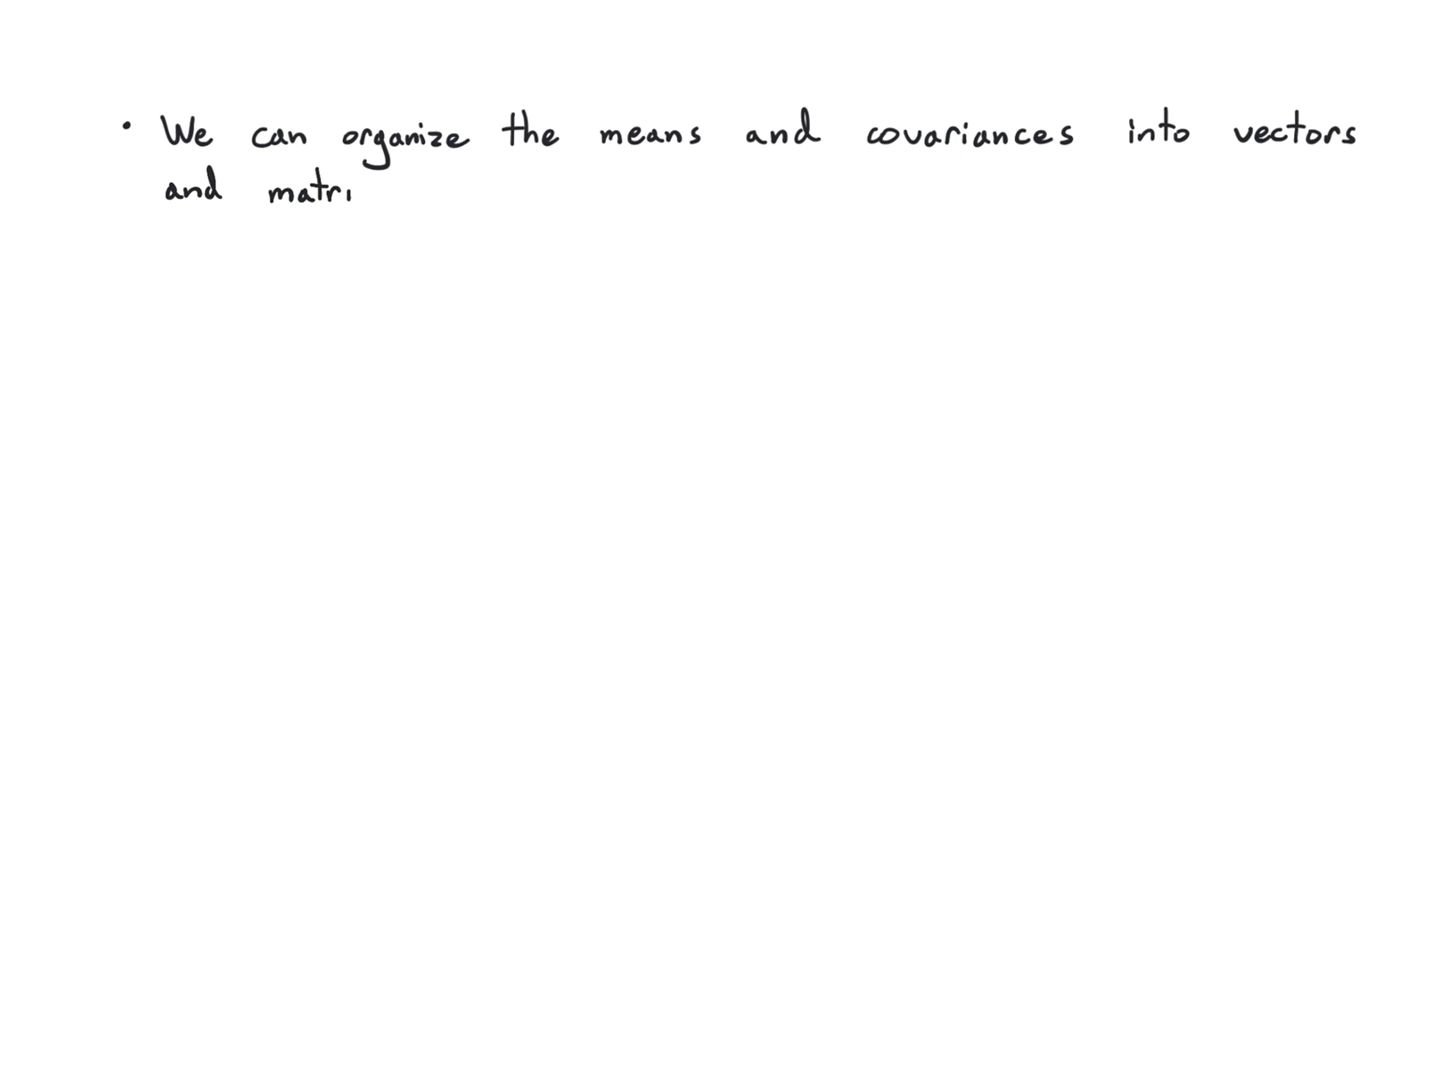 • We can organize the means and covariances into vectors
and matri